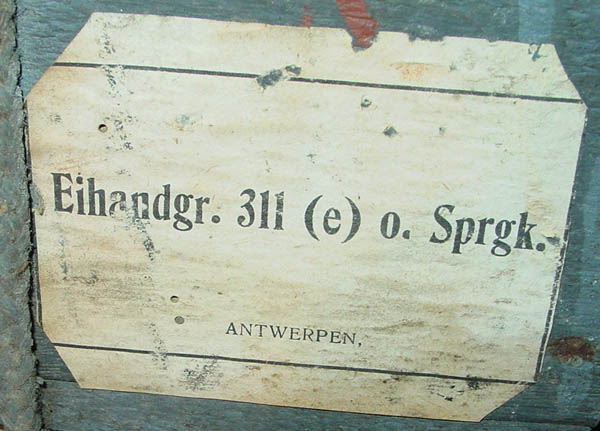 Eihandgr. 311 (e) o. Sprgk.
ANTWERPEN,